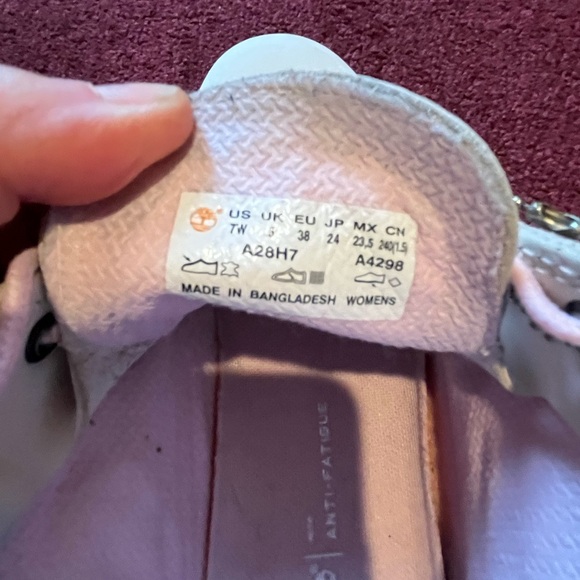 US UK EU JP MX CN
7W 5 38 24 23,5 240(1.5)
A28H7 A4298
MADE IN BANGLADESH WOMENS
ANTI-FATIGUE